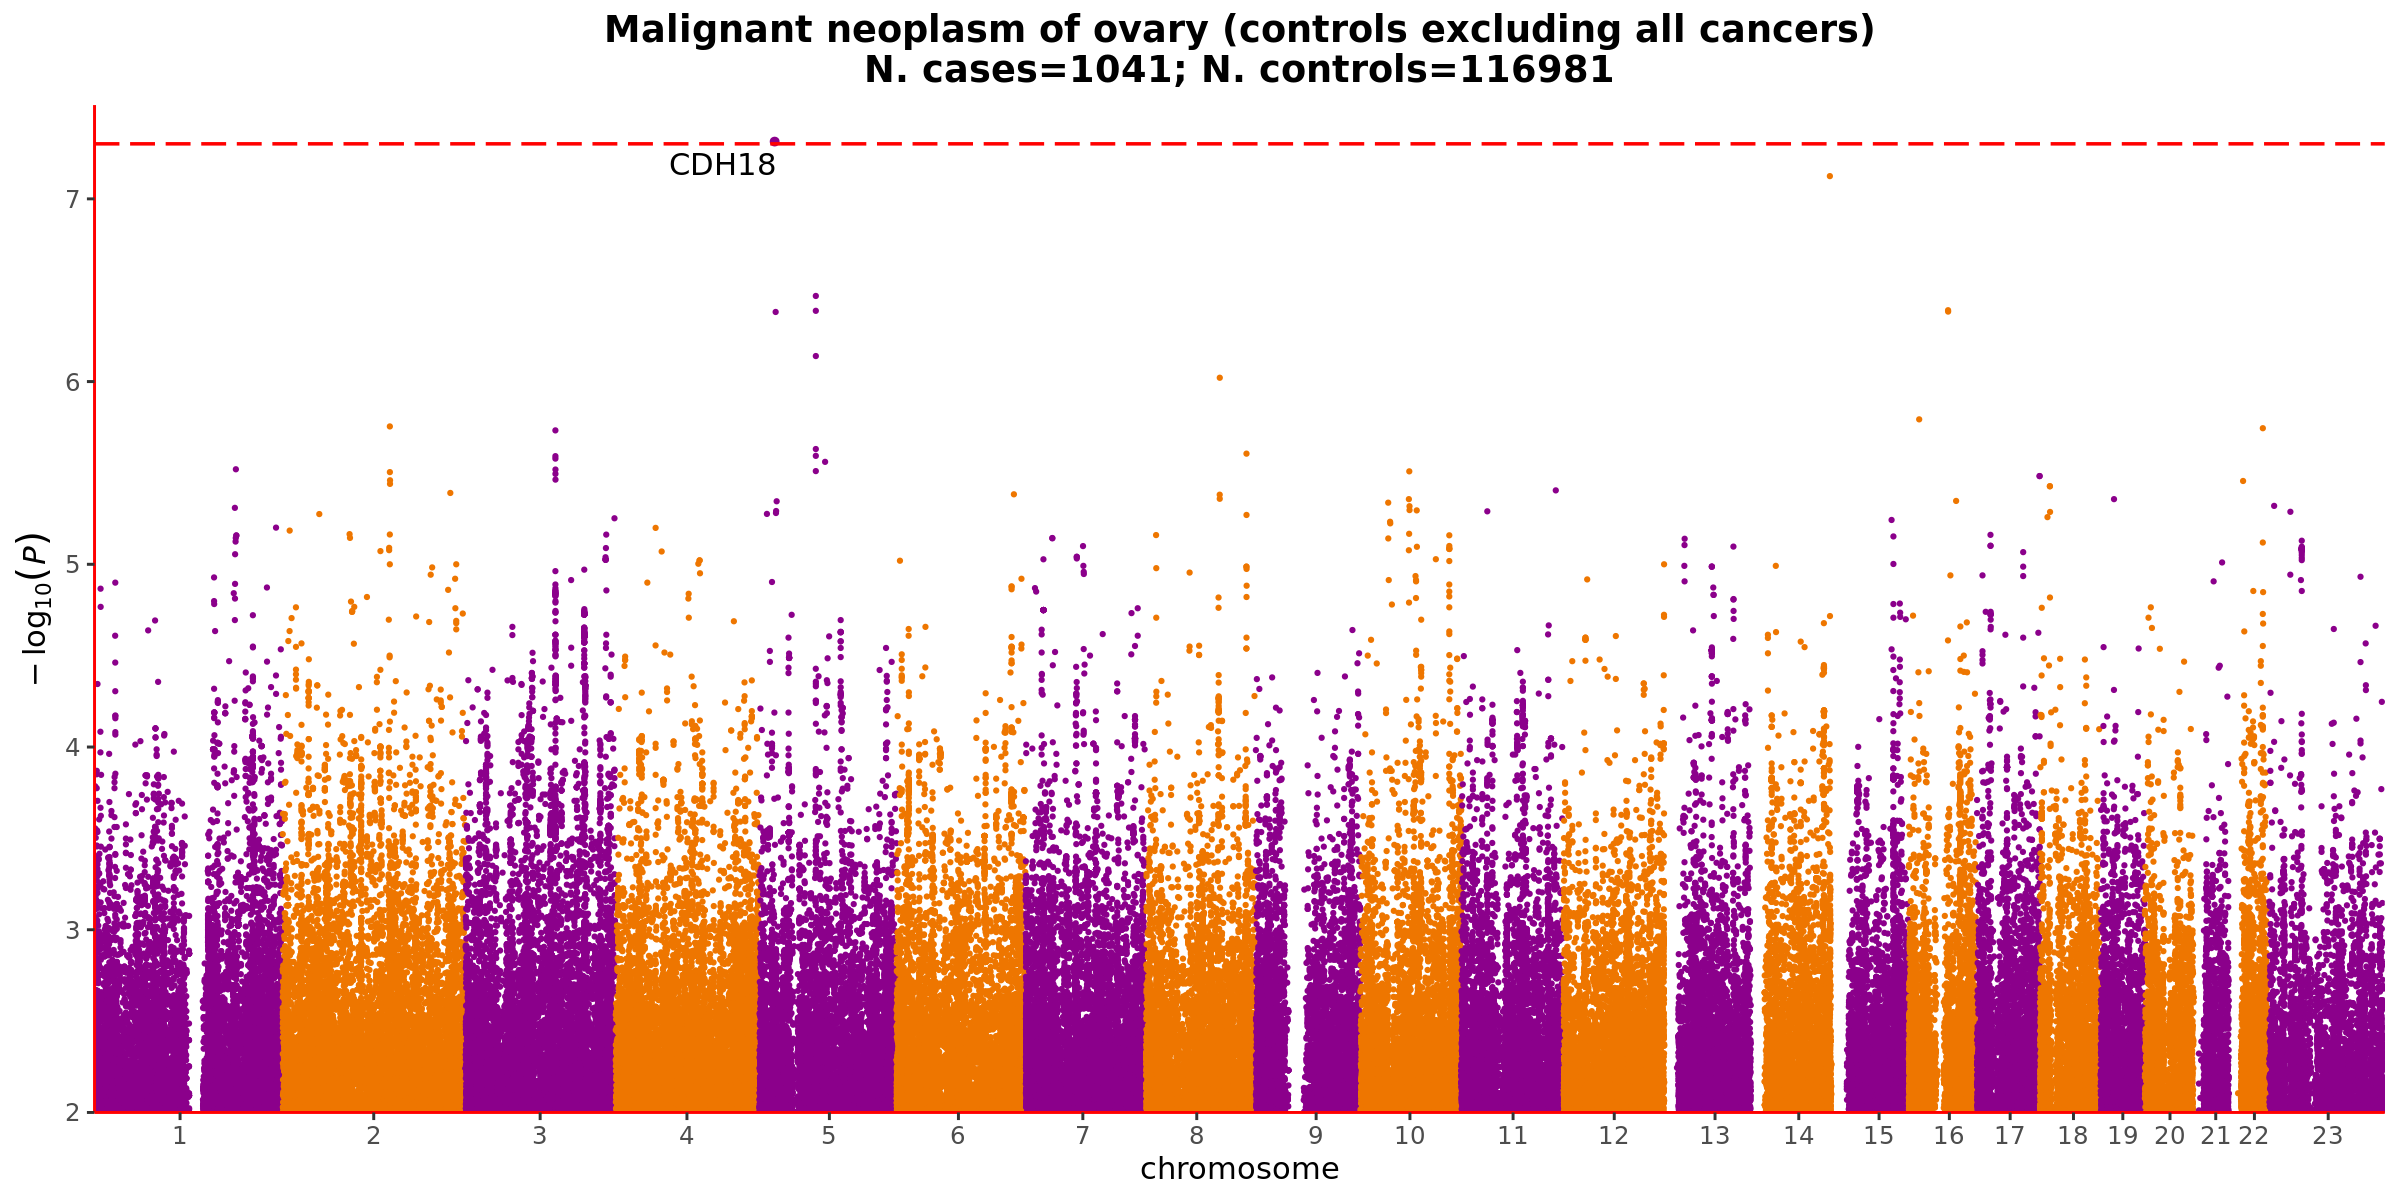 Malignant neoplasm of ovary (controls excluding all cancers)
N. cases=1041; N. controls=116981
CDH18
7
6
5
4
3
2
−log₁₀(P)
1 2 3 4 5 6 7 8 9 10 11 12 13 14 15 16 17 18 19 20 21 22 23
chromosome